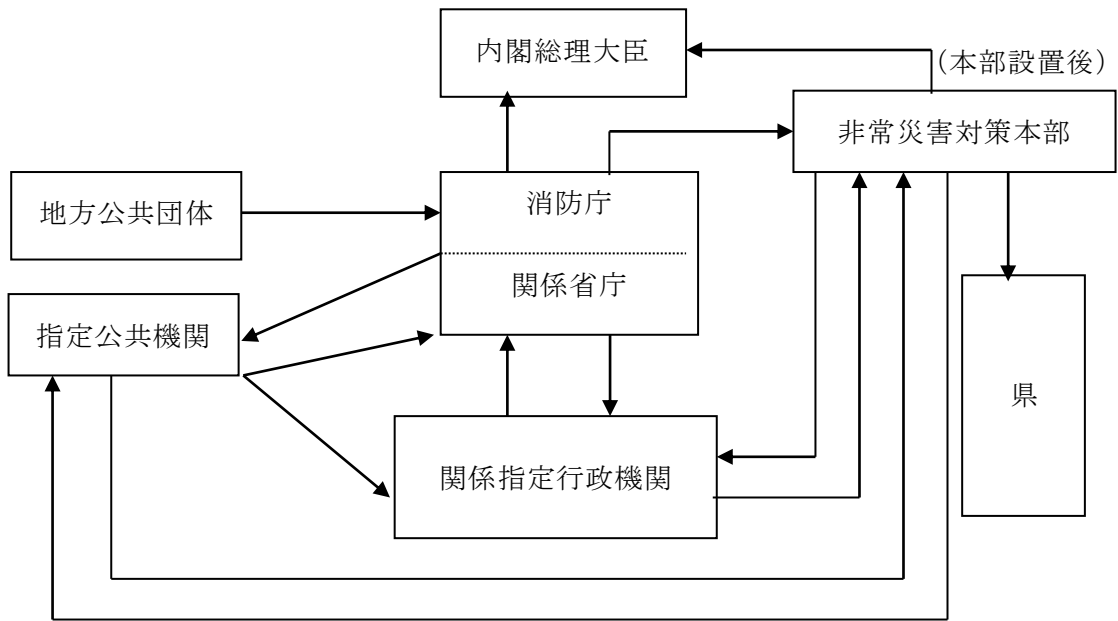 内閣総理大臣
（本部設置後）
非常災害対策本部
地方公共団体
消防庁
関係省庁
指定公共機関
県
関係指定行政機関